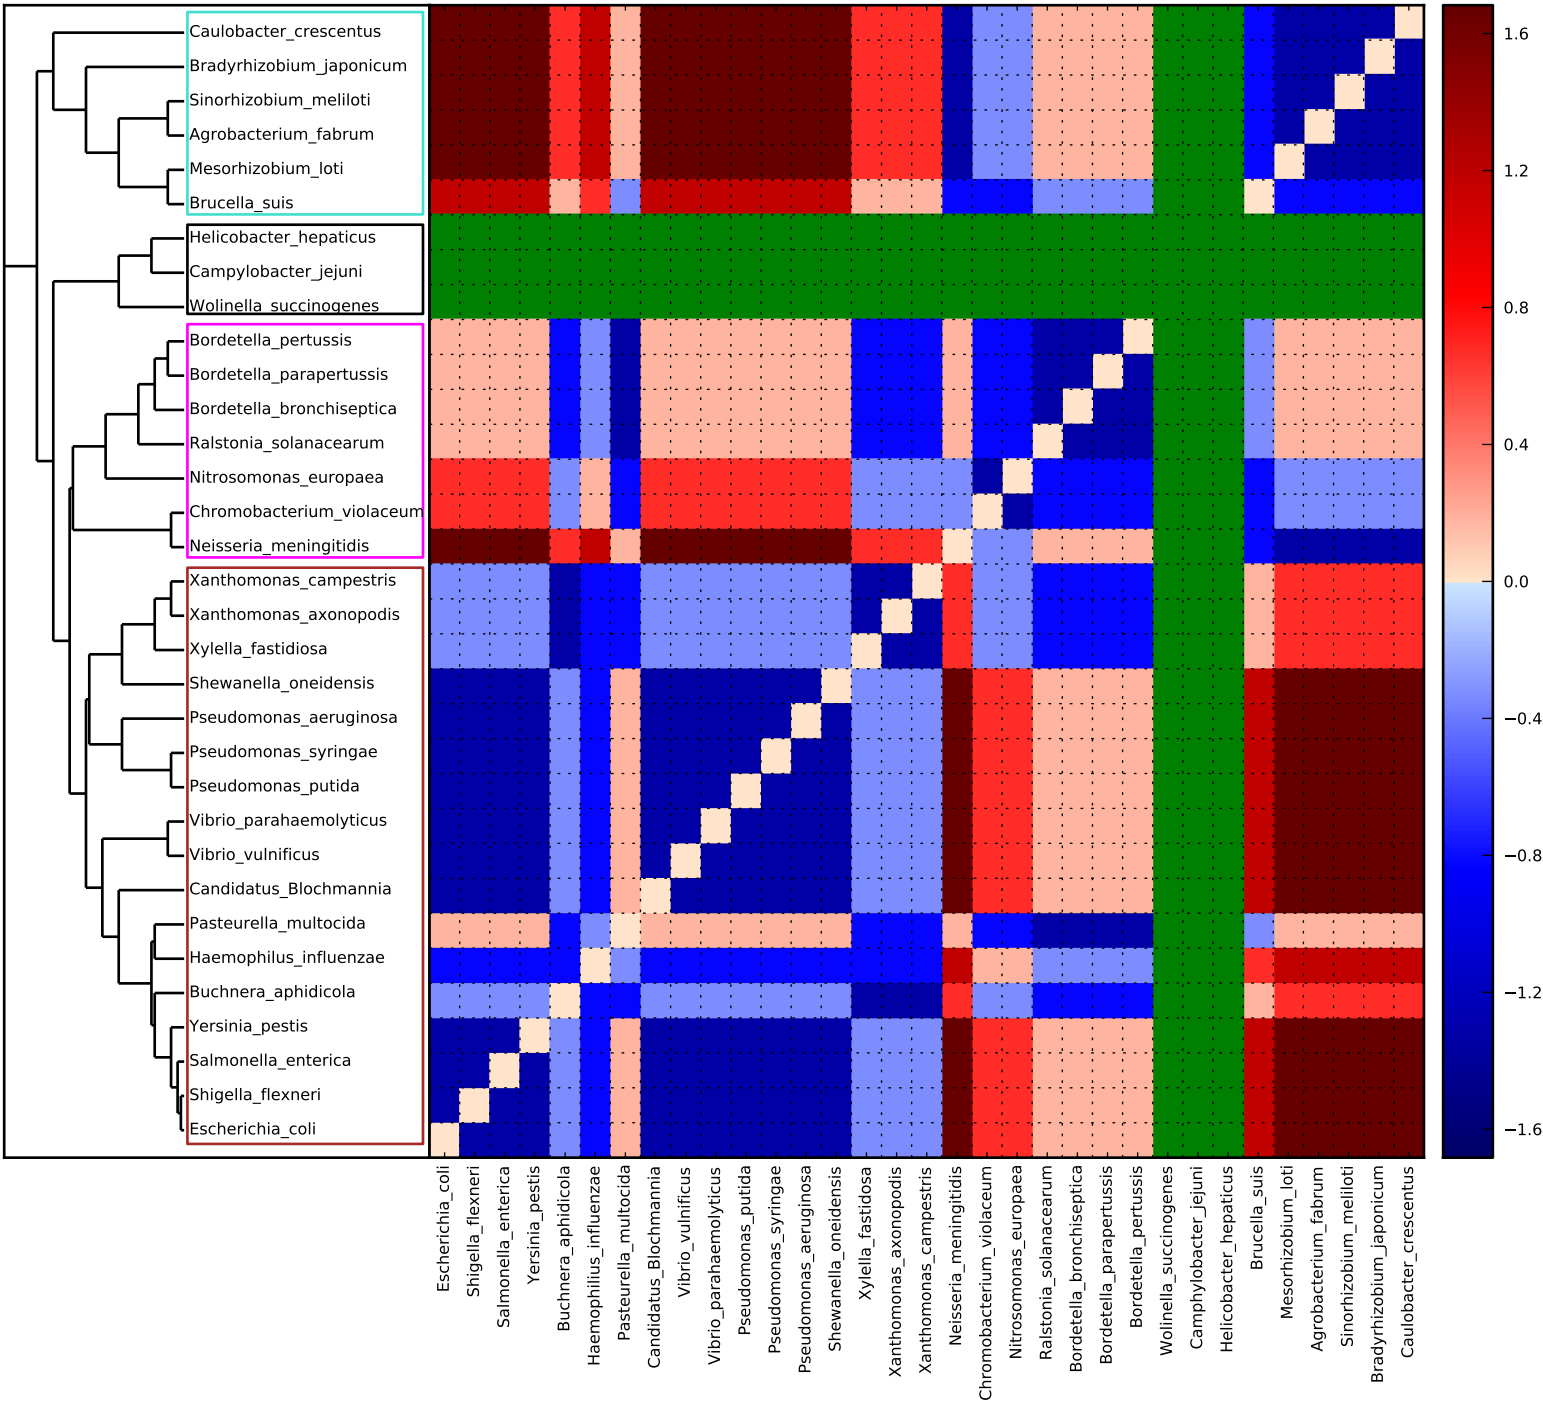 Caulobacter_crescentus
Bradyrhizobium_japonicum
Sinorhizobium_meliloti
Agrobacterium_fabrum
Mesorhizobium_loti
Brucella_suis
Helicobacter_hepaticus
Campylobacter_jejuni
Wolinella_succinogenes
Bordetella_pertussis
Bordetella_parapertussis
Bordetella_bronchiseptica
Ralstonia_solanacearum
Nitrosomonas_europaea
Chromobacterium_violaceum
Neisseria_meningitidis
Xanthomonas_campestris
Xanthomonas_axonopodis
Xylella_fastidiosa
Shewanella_oneidensis
Pseudomonas_aeruginosa
Pseudomonas_syringae
Pseudomonas_putida
Vibrio_parahaemolyticus
Vibrio_vulnificus
Candidatus_Blochmannia
Pasteurella_multocida
Haemophilus_influenzae
Buchnera_aphidicola
Yersinia_pestis
Salmonella_enterica
Shigella_flexneri
Escherichia_coli
1.6
1.2
0.8
0.4
0.0
−0.4
−0.8
−1.2
−1.6
Escherichia_coli
Shigella_flexneri
Salmonella_enterica
Yersinia_pestis
Buchnera_aphidicola
Haemophilius_influenzae
Pasteurella_multocida
Candidatus_Blochmannia
Vibrio_vulnificus
Vibrio_parahaemolyticus
Pseudomonas_putida
Pseudomonas_syringae
Pseudomonas_aeruginosa
Shewanella_oneidensis
Xylella_fastidosa
Xanthomonas_axonopodis
Xanthomonas_campestris
Neisseria_meningitidis
Chromobacterium_violaceum
Nitrosomonas_europaea
Ralstonia_solanacearum
Bordetella_bronchiseptica
Bordetella_parapertussis
Bordetella_pertussis
Wolinella_succinogenes
Camphylobacter_jejuni
Helicobacter_hepaticus
Brucella_suis
Mesorhizobium_loti
Agrobacterium_fabrum
Sinorhizobium_meliloti
Bradyrhizobium_japonicum
Caulobacter_crescentus